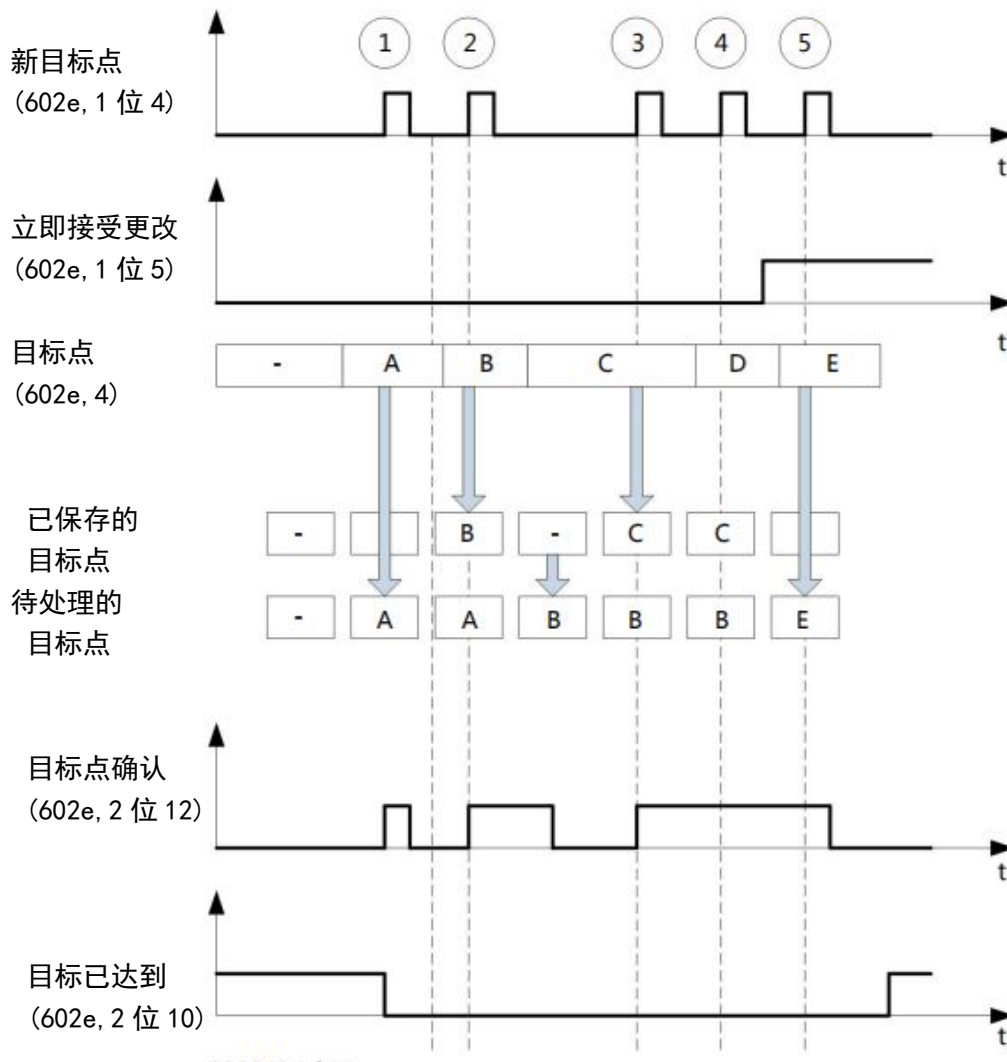 1 2 3 4 5
新目标点
(602e, 1 位 4)
t
立即接受更改
(602e, 1 位 5)
t
目标点
(602e, 4)
- A B C D E
已保存的
目标点
- B - C C
待处理的
目标点
- A A B B B E
目标点确认
(602e, 2 位 12)
t
目标已达到
(602e, 2 位 10)
t